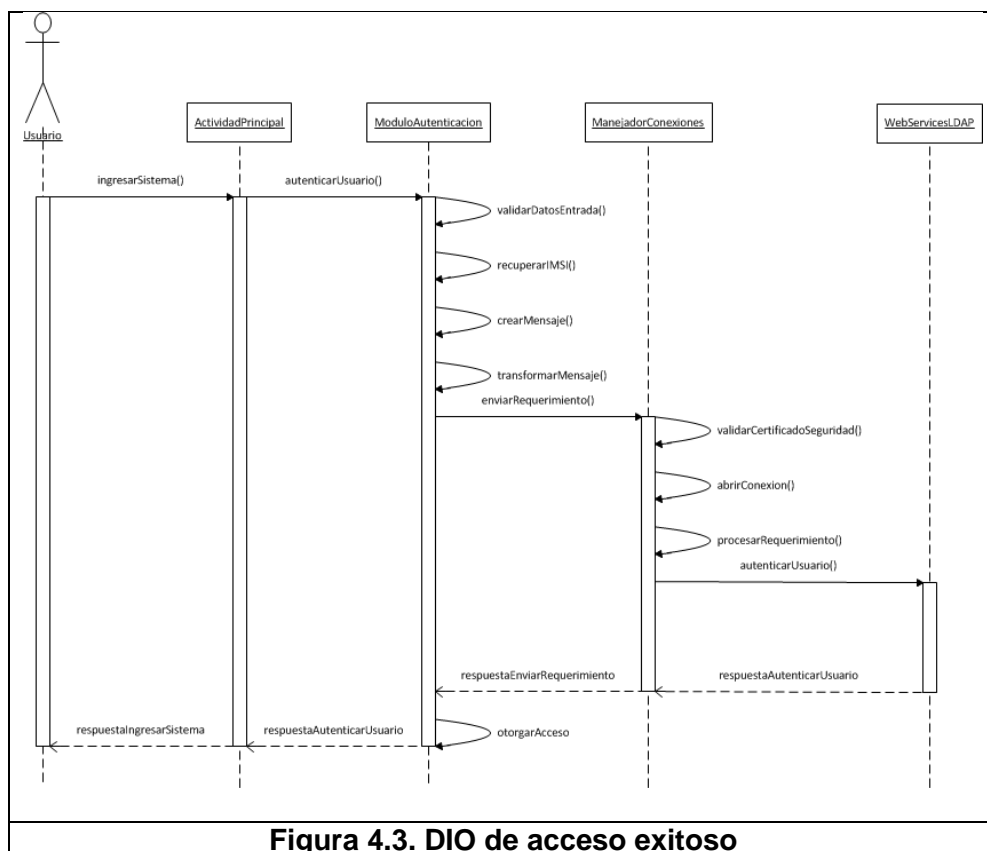 Usuario
ActividadPrincipal
ModuloAutenticacion
ManejadorConexiones
WebServicesLDAP
ingresarSistema()
autenticarUsuario()
validarDatosEntrada()
recuperarIMSI()
crearMensaje()
transformarMensaje()
enviarRequerimiento()
validarCertificadoSeguridad()
abrirConexion()
procesarRequerimiento()
autenticarUsuario()
respuestaEnviarRequerimiento
respuestaAutenticarUsuario
respuestaIngresarSistema
respuestaAutenticarUsuario
otorgarAcceso
Figura 4.3. DIO de acceso exitoso